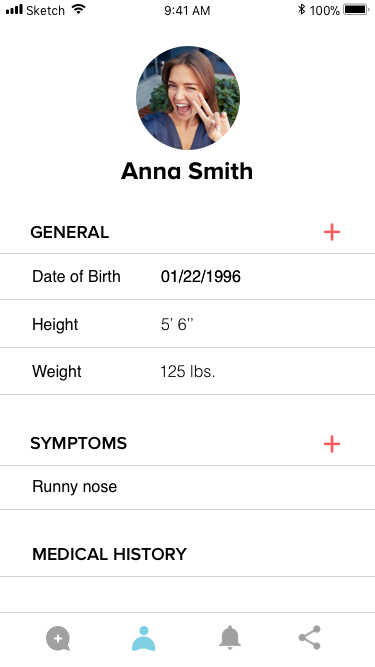 Sketch 9:41 AM 100%
Anna Smith
GENERAL +
Date of Birth 01/22/1996
Height 5' 6''
Weight 125 lbs.
SYMPTOMS +
Runny nose
MEDICAL HISTORY